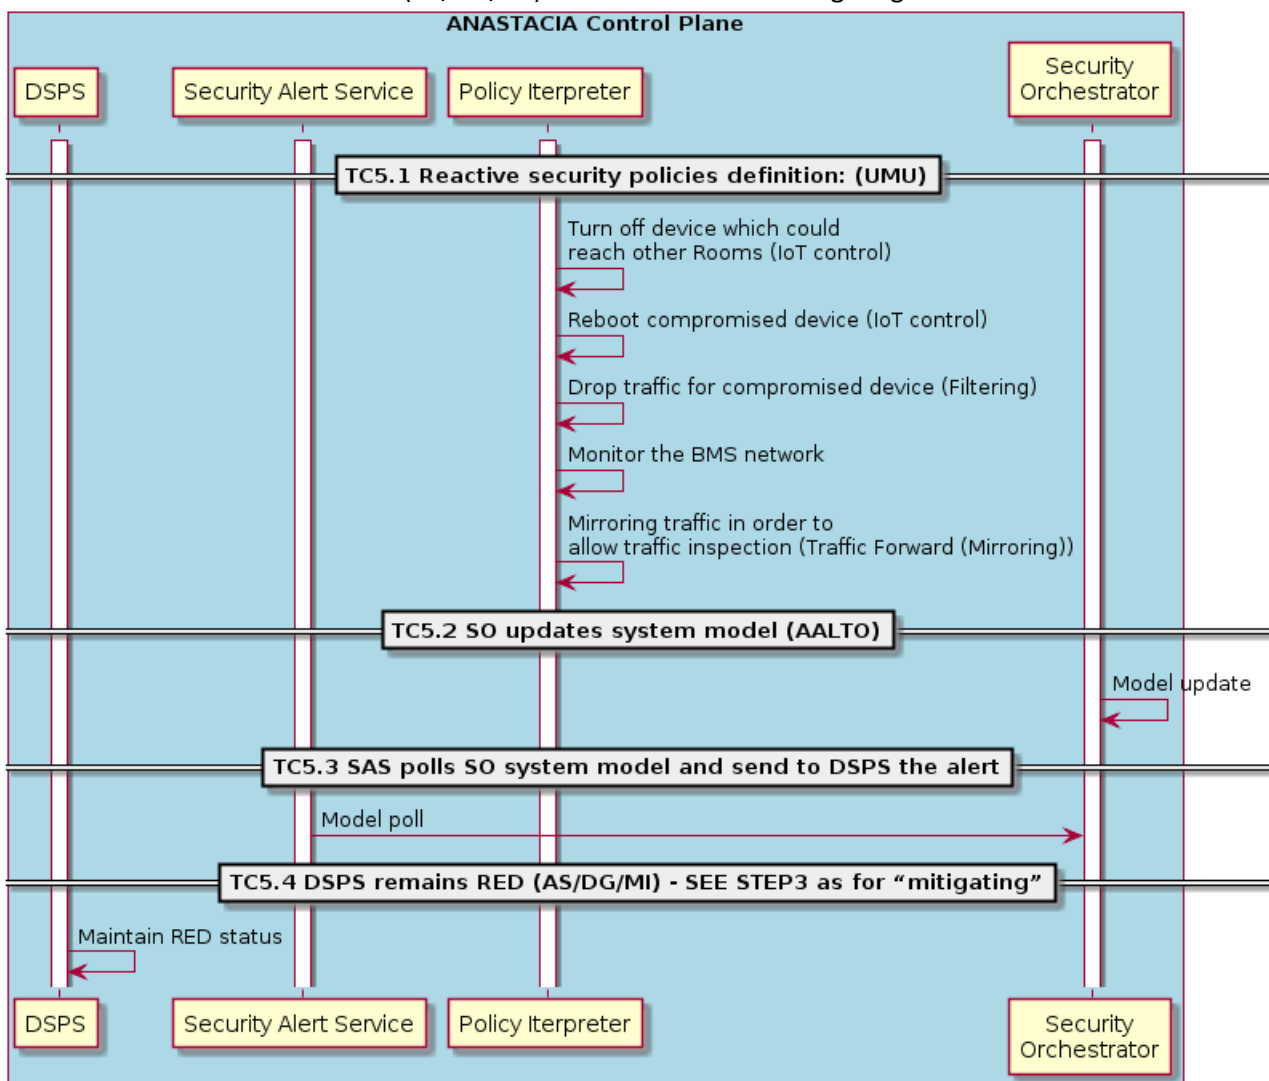 ANASTACIA Control Plane
DSPS
Security Alert Service
Policy Iterpreter
Security
Orchestrator
TC5.1 Reactive security policies definition: (UMU)
Turn off device which could
reach other Rooms (IoT control)
Reboot compromised device (IoT control)
Drop traffic for compromised device (Filtering)
Monitor the BMS network
Mirroring traffic in order to
allow traffic inspection (Traffic Forward (Mirroring))
TC5.2 SO updates system model (AALTO)
Model update
TC5.3 SAS polls SO system model and send to DSPS the alert
Model poll
TC5.4 DSPS remains RED (AS/DG/MI) - SEE STEP3 as for “mitigating”
Maintain RED status
DSPS
Security Alert Service
Policy Iterpreter
Security
Orchestrator